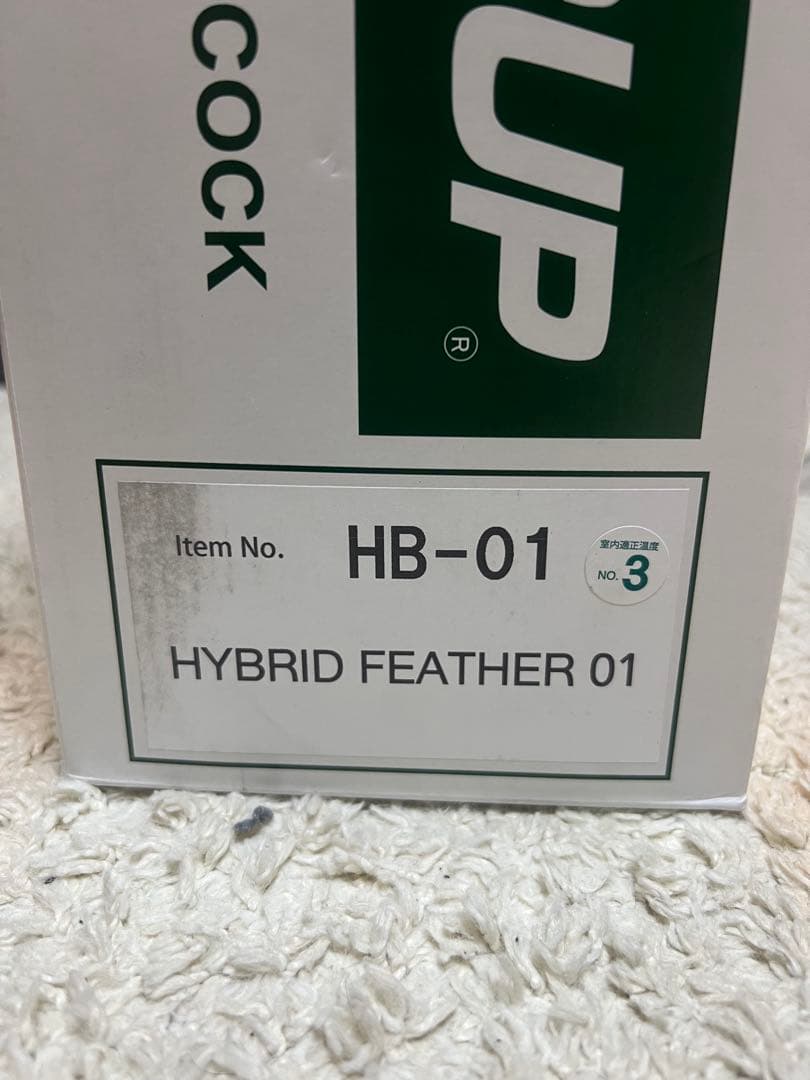 COCK
UP
®
Item No. HB-01
室内適正温度
NO. 3
HYBRID FEATHER 01